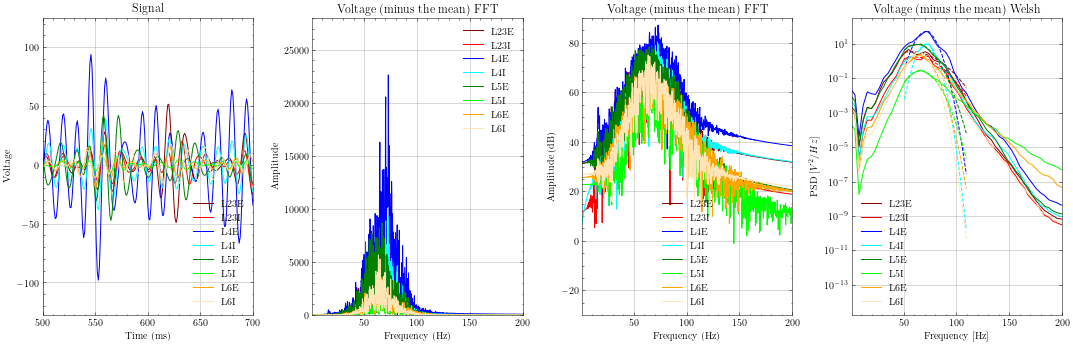 Signal
Voltage
100
50
0
−50
−100
500
550
600
650
700
Time (ms)
L23E
L23I
L4E
L4I
L5E
L5I
L6E
L6I
Voltage (minus the mean) FFT
Amplitude
25000
20000
15000
10000
5000
0
50
100
150
200
Frequency (Hz)
L23E
L23I
L4E
L4I
L5E
L5I
L6E
L6I
Voltage (minus the mean) FFT
Amplitude (dB)
80
60
40
20
0
−20
50
100
150
200
Frequency (Hz)
L23E
L23I
L4E
L4I
L5E
L5I
L6E
L6I
Voltage (minus the mean) Welsh
PSD [V²/Hz]
10¹
10⁻¹
10⁻³
10⁻⁵
10⁻⁷
10⁻⁹
10⁻¹¹
10⁻¹³
50
100
150
200
Frequency [Hz]
L23E
L23I
L4E
L4I
L5E
L5I
L6E
L6I